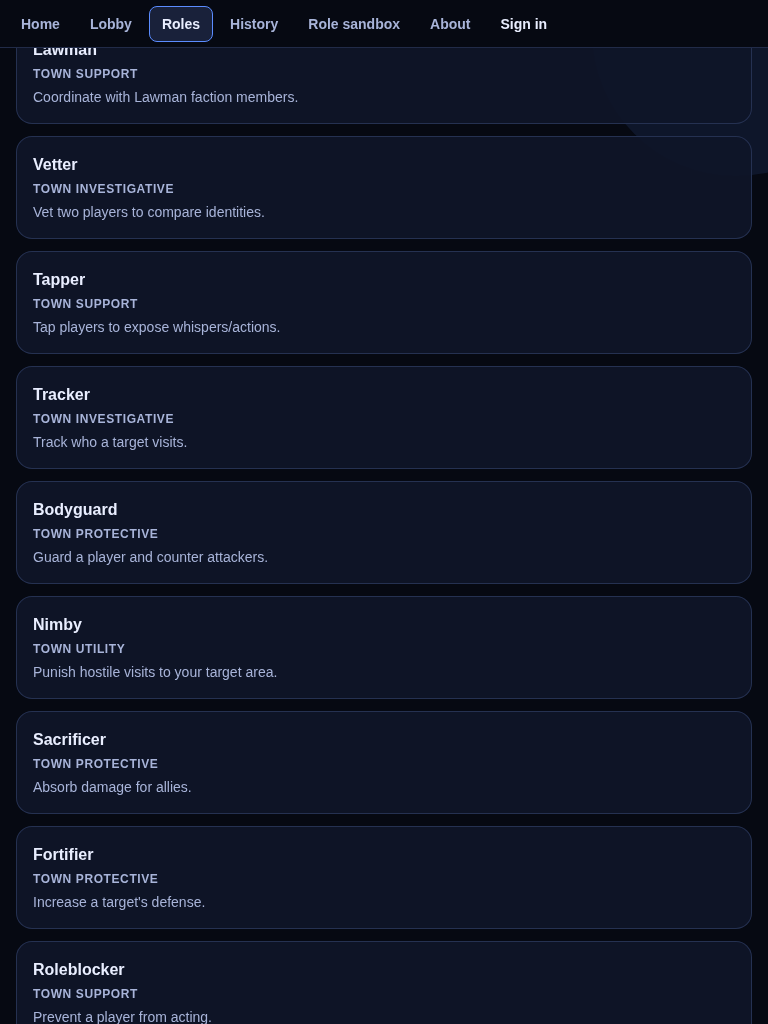 Home Lobby Roles History Role sandbox About Sign in
Lawman
TOWN SUPPORT
Coordinate with Lawman faction members.
Vetter
TOWN INVESTIGATIVE
Vet two players to compare identities.
Tapper
TOWN SUPPORT
Tap players to expose whispers/actions.
Tracker
TOWN INVESTIGATIVE
Track who a target visits.
Bodyguard
TOWN PROTECTIVE
Guard a player and counter attackers.
Nimby
TOWN UTILITY
Punish hostile visits to your target area.
Sacrificer
TOWN PROTECTIVE
Absorb damage for allies.
Fortifier
TOWN PROTECTIVE
Increase a target's defense.
Roleblocker
TOWN SUPPORT
Prevent a player from acting.